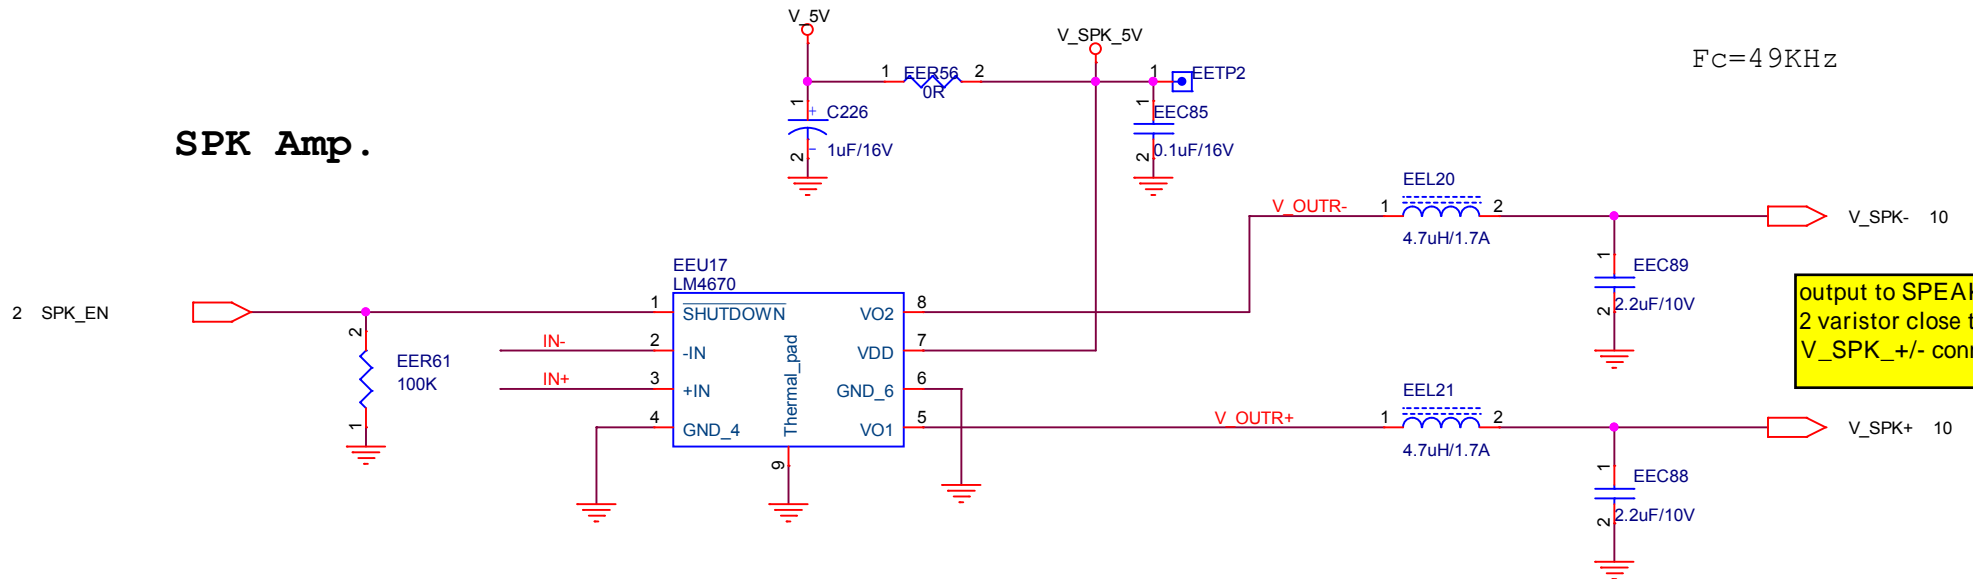 V_5V
V_SPK_5V
Fc=49KHz
1 EER56 2
0R
1 EETP2
1 + C226
2 - 1uF/16V
1 EEC85
2 0.1uF/16V
SPK Amp.
EEL20
V_OUTR- 1 2
4.7uH/1.7A
V_SPK- 10
EEU17
LM4670
1 EEC89
2 2.2uF/10V
output to SPEAK
2 varistor close t
V_SPK_+/- conn
2 SPK_EN
1 SHUTDOWN VO2 8
IN- 2 -IN VDD 7
IN+ 3 +IN GND_6 6
4 GND_4 VO1 5
Thermal_pad
9
2 EER61
100K
1
EEL21
V_OUTR+ 1 2
4.7uH/1.7A
V_SPK+ 10
1 EEC88
2 2.2uF/10V